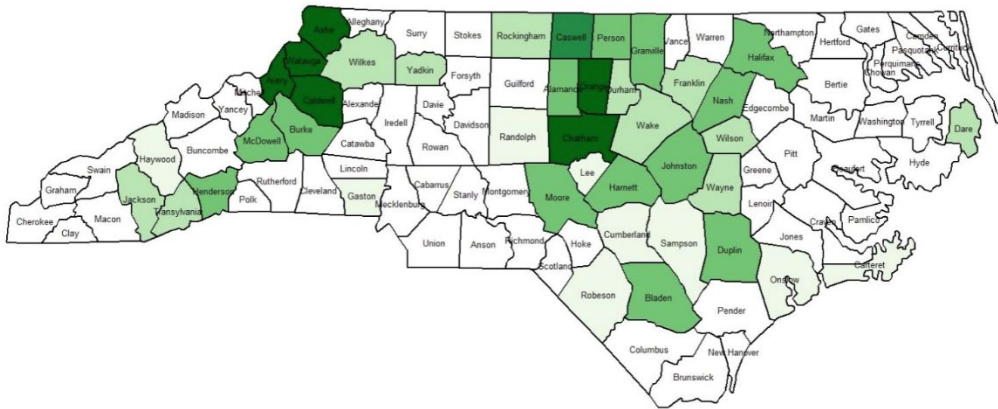 Ashe
Alleghany
Surry
Stokes
Rockingham
Caswell
Person
Granville
Vance
Warren
Northampton
Gates
Hertford
Camden
Pasquotank
Currituck
Perquimans
Chowan
Watauga
Wilkes
Yadkin
Forsyth
Guilford
Alamance
Orange
Durham
Franklin
Halifax
Bertie
Avery
Mitchell
Caldwell
Alexander
Iredell
Davie
Davidson
Nash
Edgecombe
Martin
Washington
Tyrrell
Dare
Madison
Yancey
Burke
McDowell
Catawba
Rowan
Randolph
Chatham
Wake
Wilson
Pitt
Beaufort
Hyde
Haywood
Buncombe
Swain
Graham
Jackson
Henderson
Rutherford
Lincoln
Cleveland
Gaston
Cabarrus
Stanly
Montgomery
Moore
Lee
Harnett
Johnston
Wayne
Greene
Lenoir
Craven
Pamlico
Cherokee
Macon
Clay
Transylvania
Polk
Mecklenburg
Union
Anson
Richmond
Hoke
Scotland
Cumberland
Sampson
Duplin
Jones
Carteret
Onslow
Robeson
Bladen
Pender
Columbus
New Hanover
Brunswick